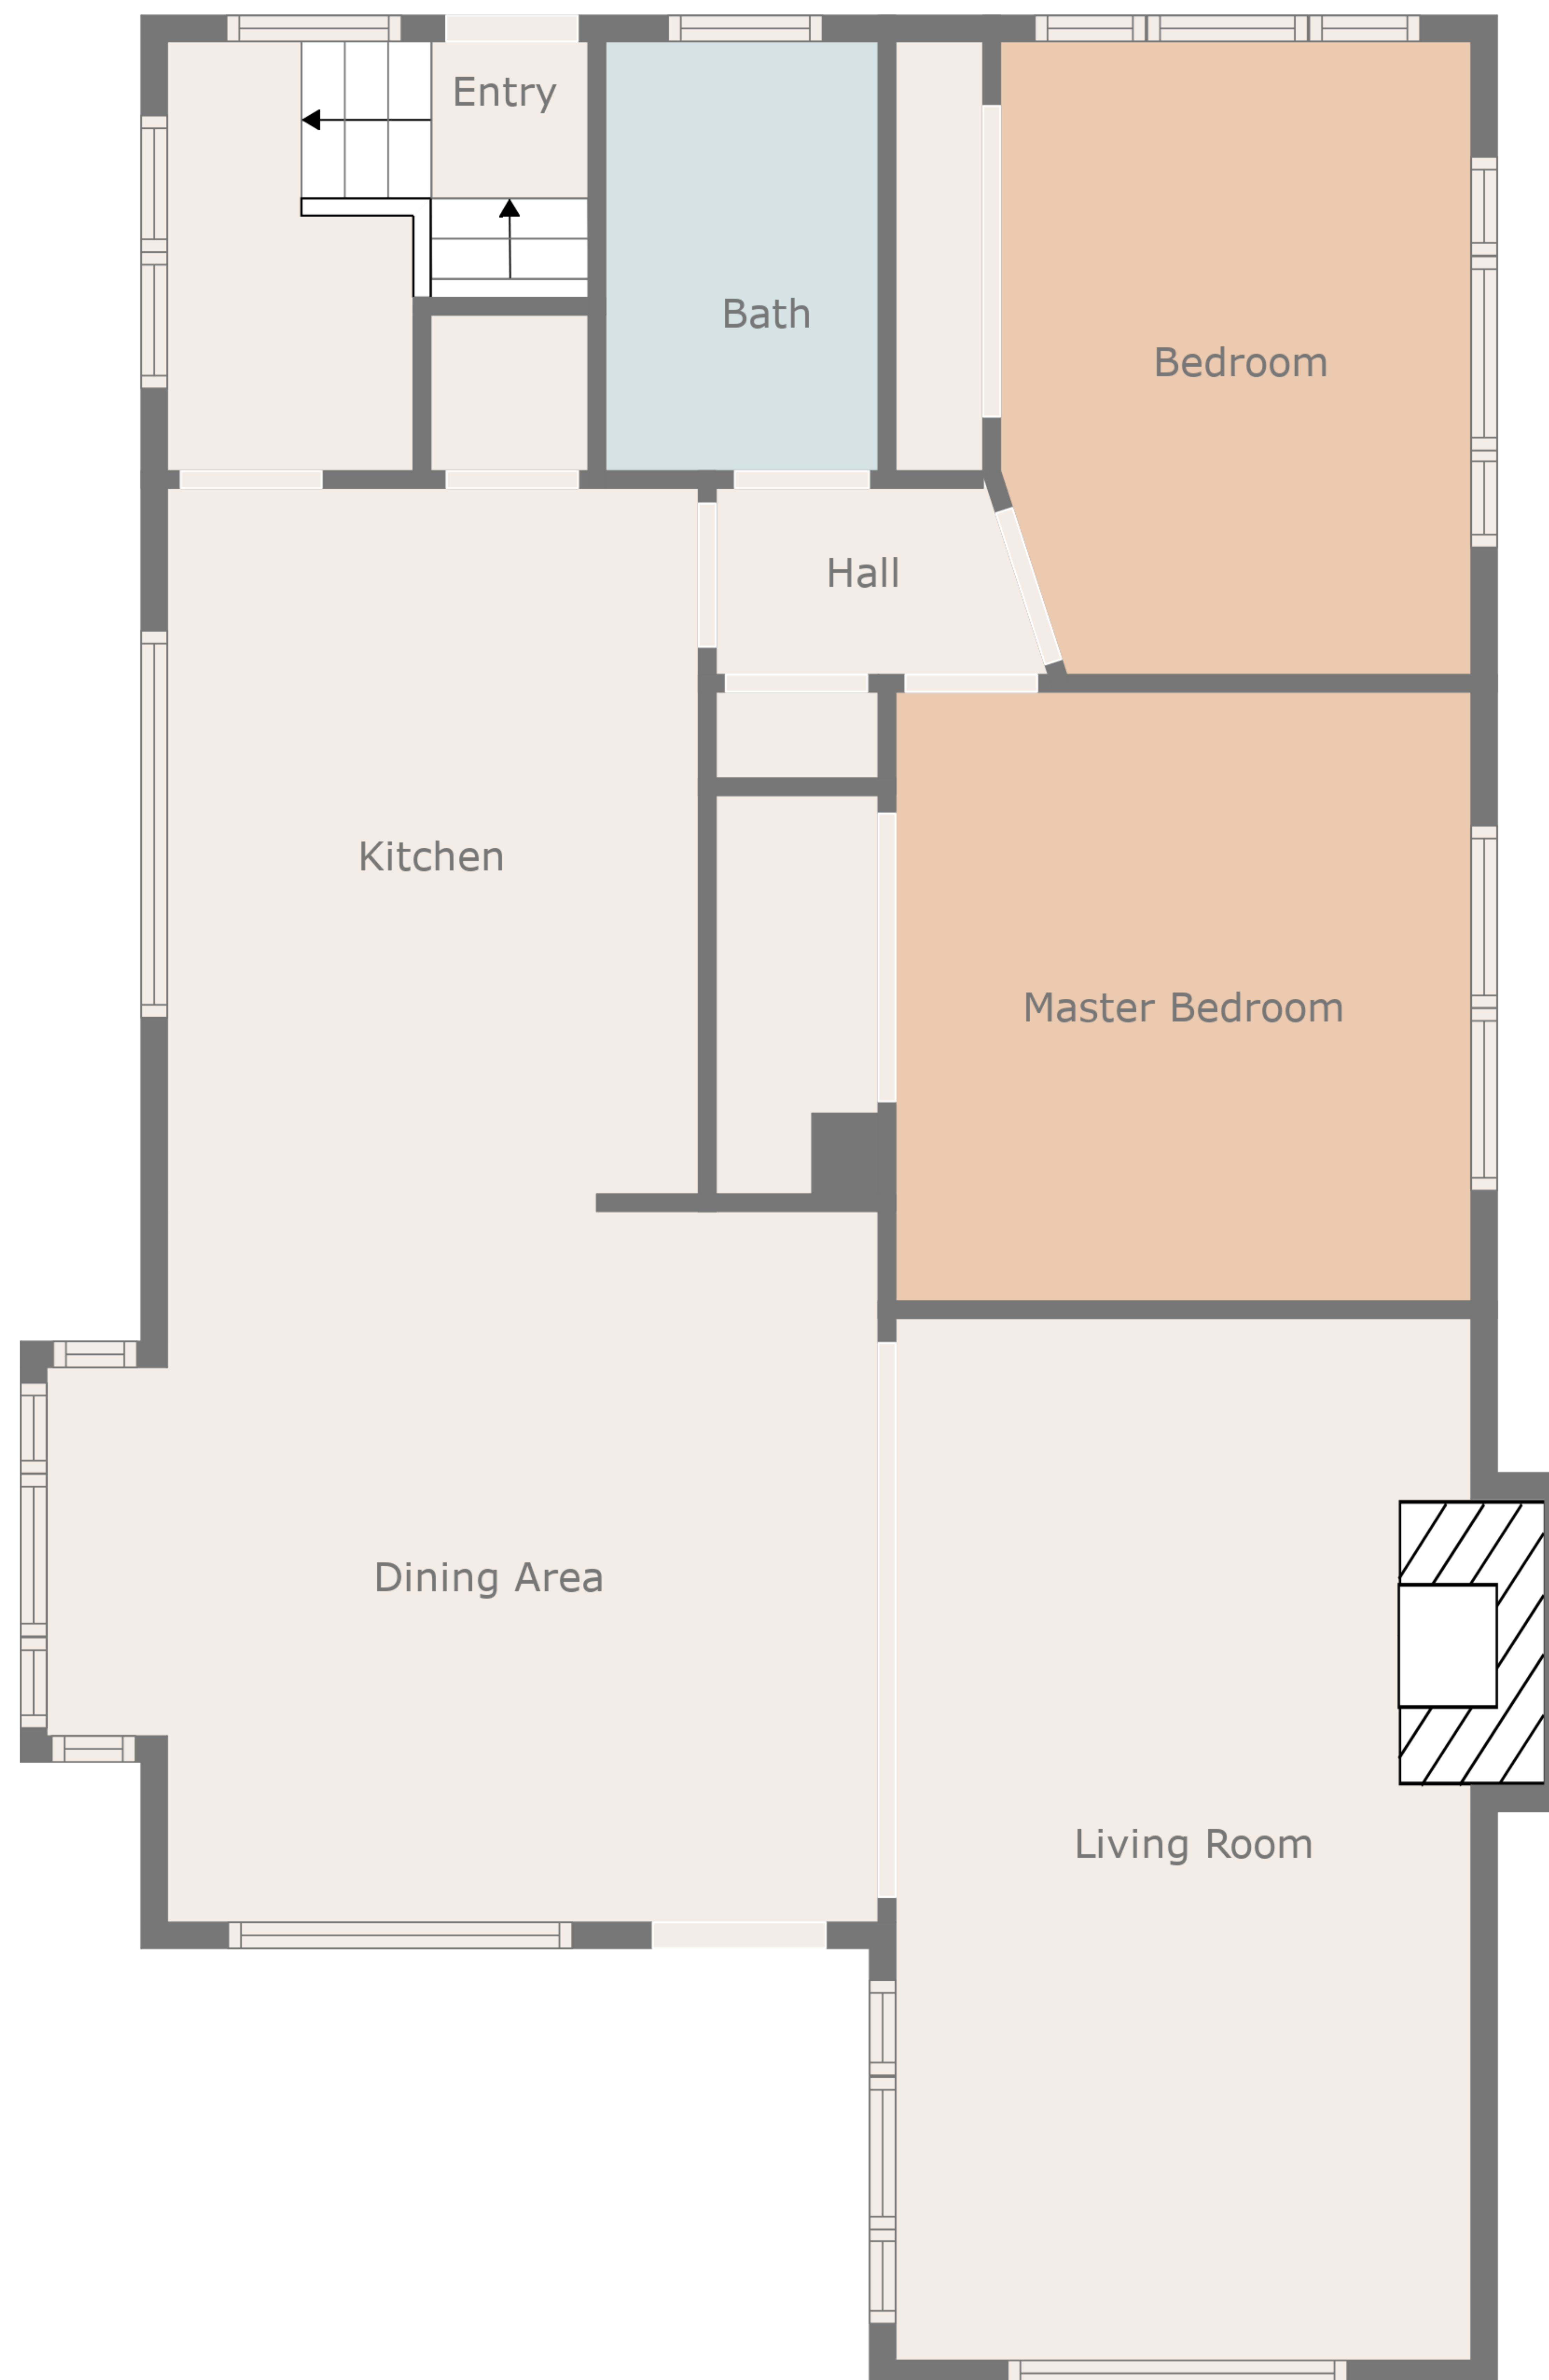 Entry
Bath
Bedroom
Hall
Kitchen
Master Bedroom
Dining Area
Living Room